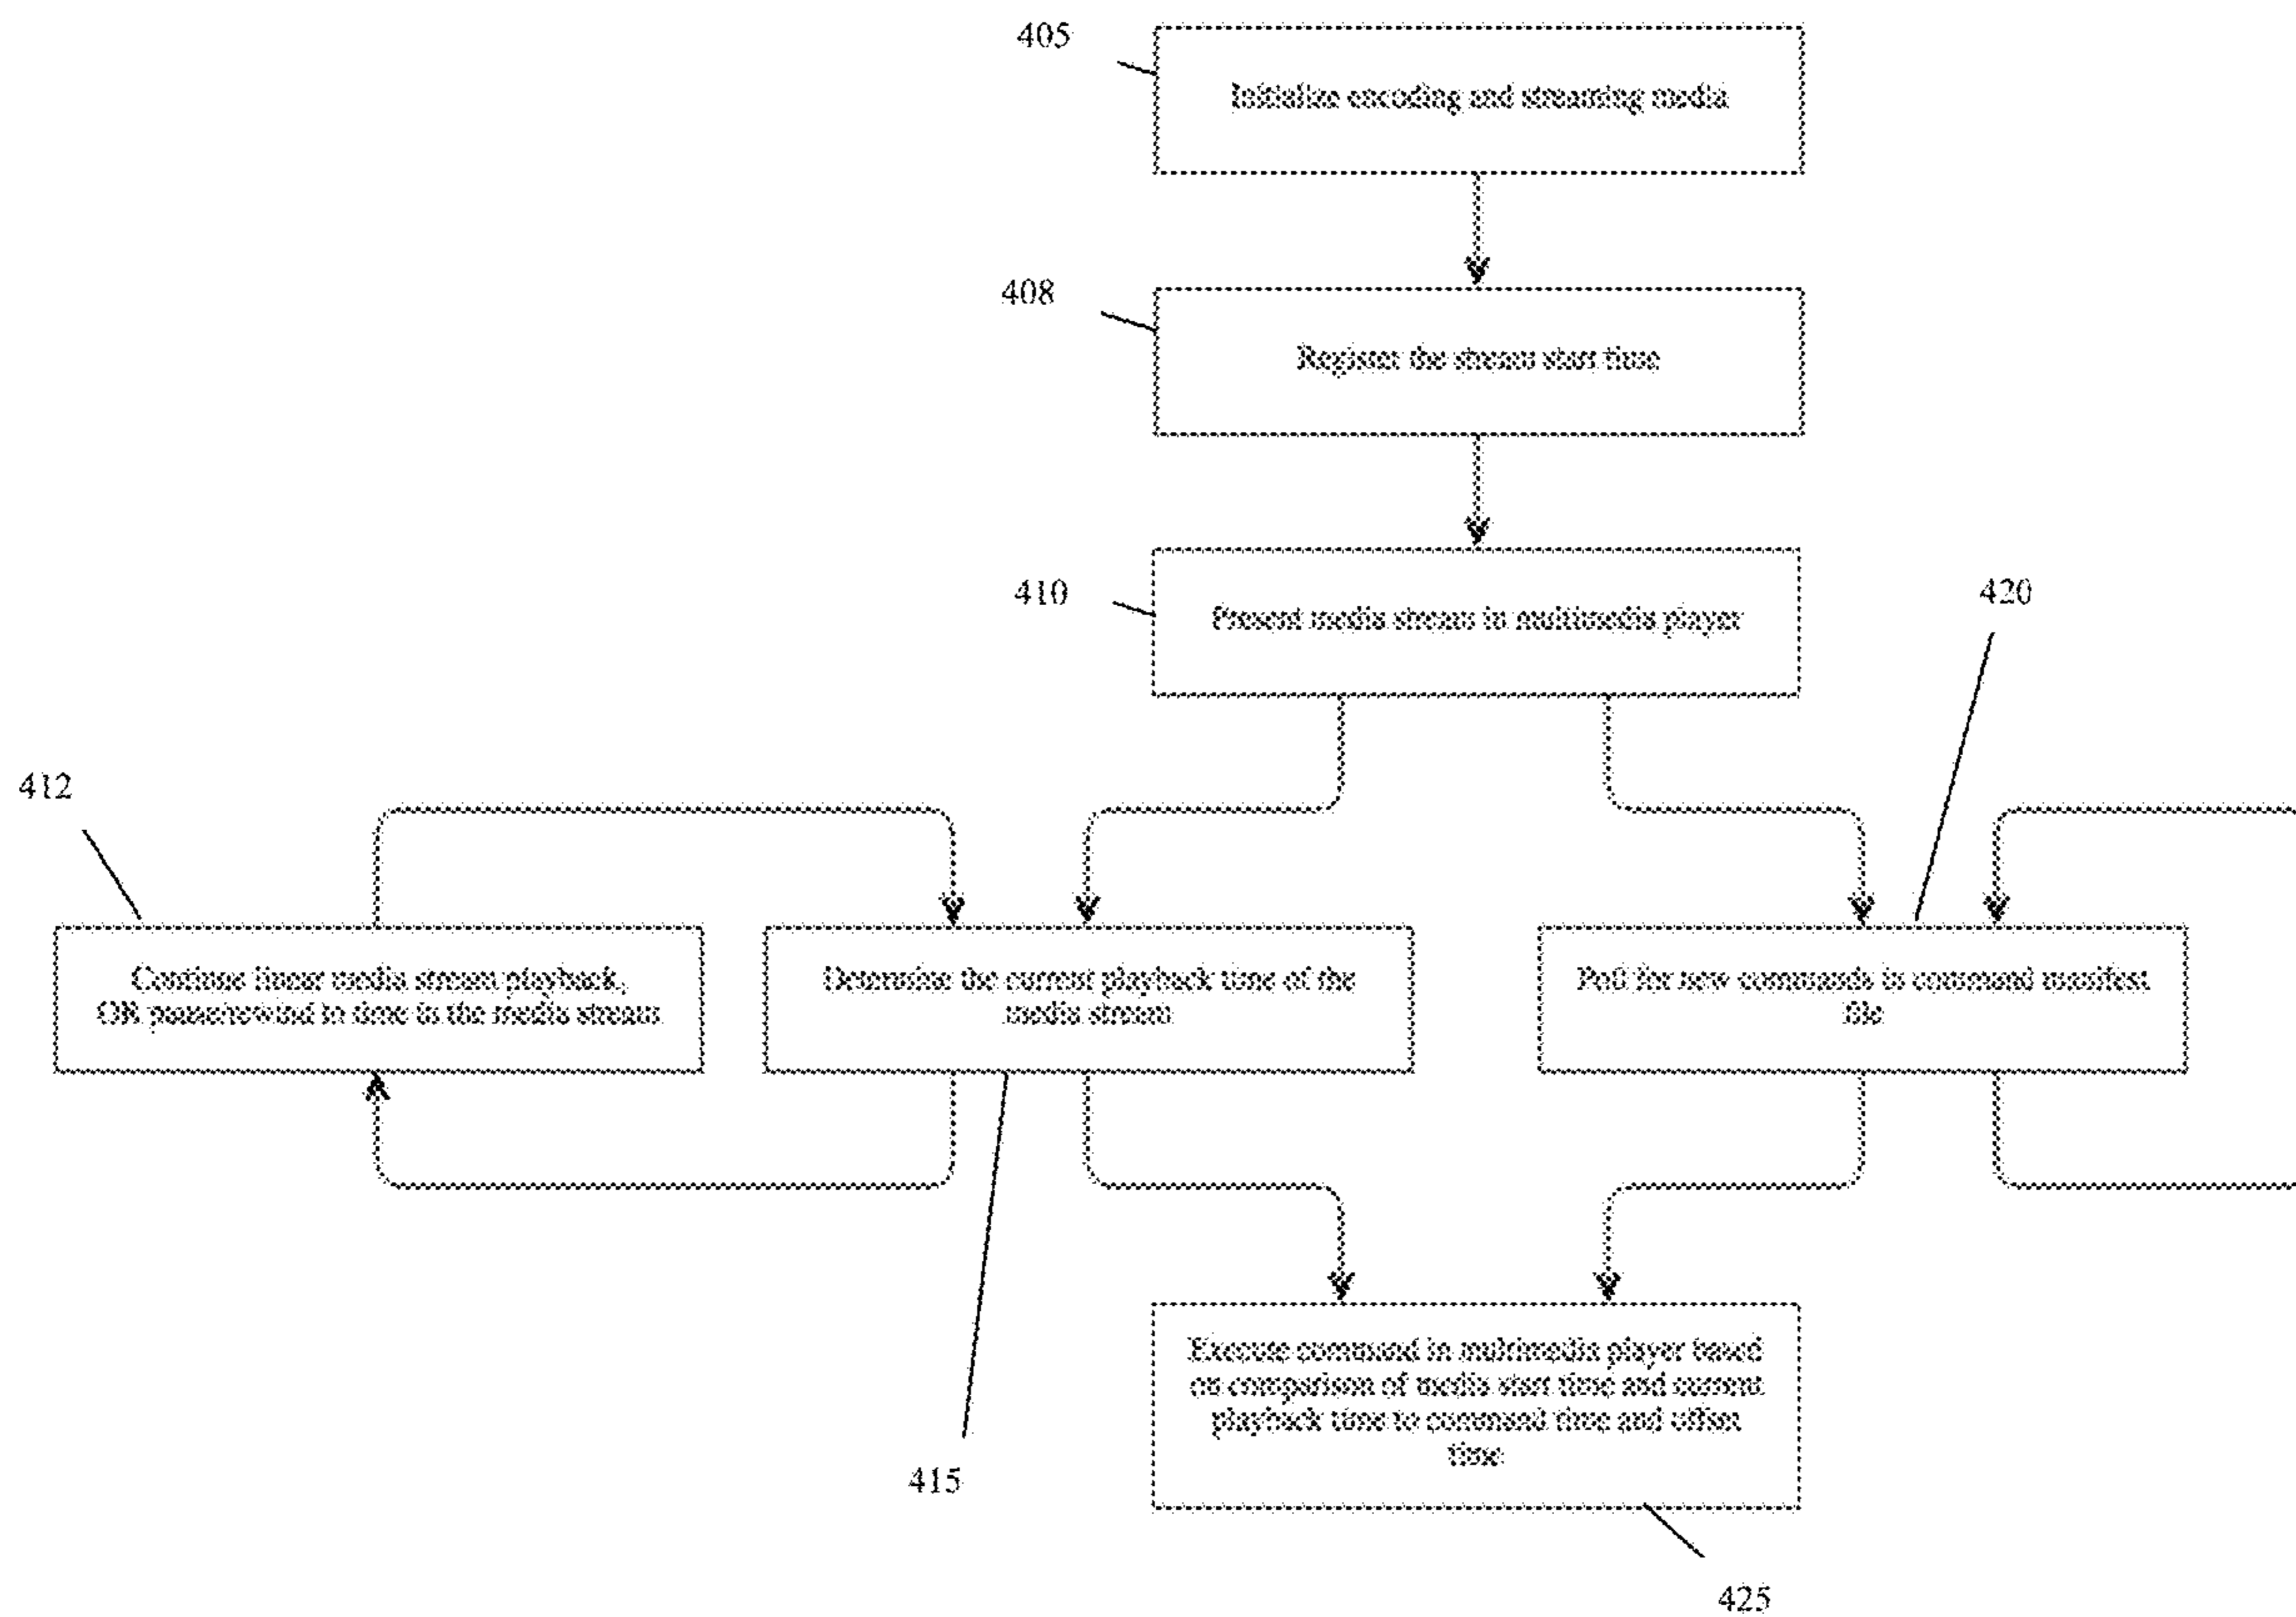 405
Initialize encoding and streaming media
408
Register the stream start time
410
Present media stream in multimedia player
420
412
Continue linear media stream playback,
OR pause/rewind to time in the media stream
Determine the current playback time of the
media stream
Poll for new commands in command manifest
file
Execute command in multimedia player based
on comparison of media start time and current
playback time to command time and offset
time
415
425